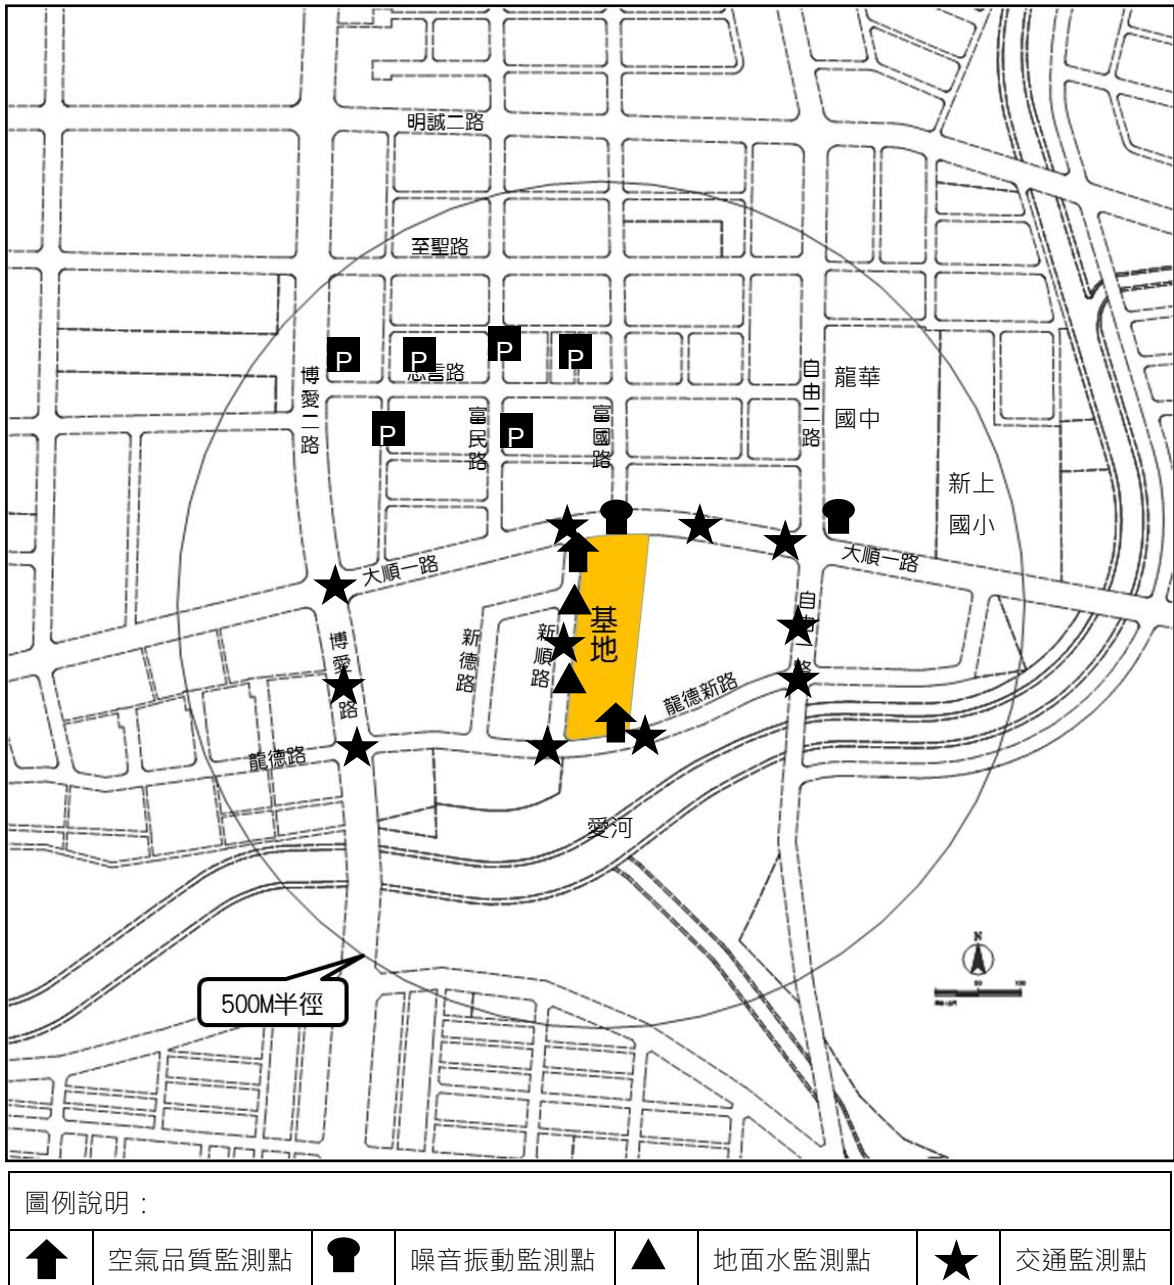 明誠二路
至聖路
P
P
P
P
博愛二路
自由二路
龍華
國中
P
P
富民路
富國路
新上
國小
大順一路
大順一路
基地
博愛
路
新德路
新順路
自由一路
龍德新路
龍德路
愛河
N
500M半徑
圖例說明：
空氣品質監測點
噪音振動監測點
地面水監測點
交通監測點